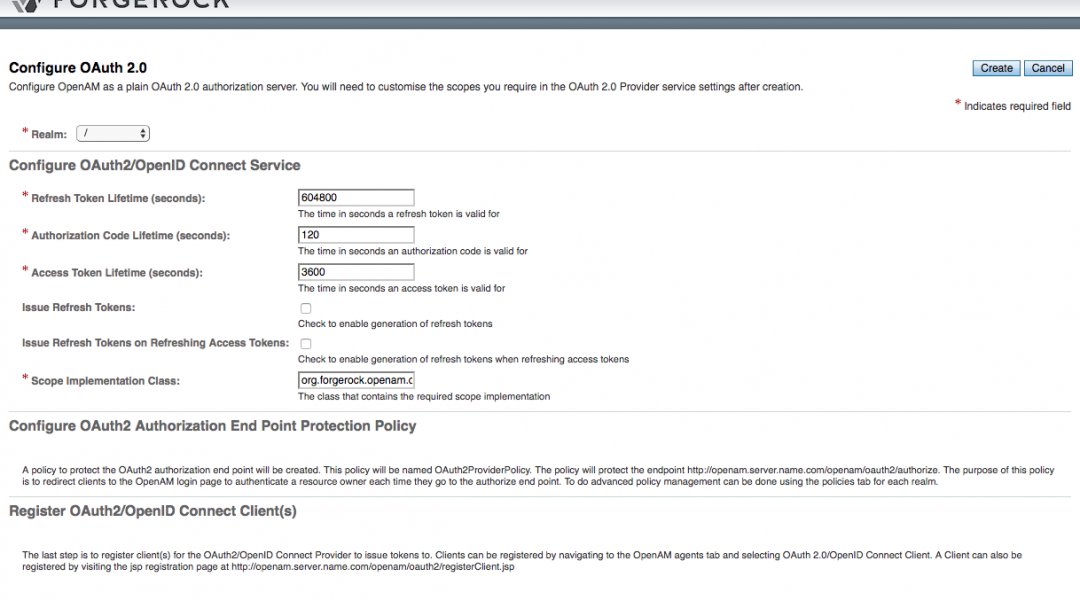 FORGEROCK
Configure OAuth 2.0
Create Cancel
Configure OpenAM as a plain OAuth 2.0 authorization server. You will need to customise the scopes you require in the OAuth 2.0 Provider service settings after creation.
* Indicates required field
* Realm: /
Configure OAuth2/OpenID Connect Service
* Refresh Token Lifetime (seconds): 604800
The time in seconds a refresh token is valid for
* Authorization Code Lifetime (seconds): 120
The time in seconds an authorization code is valid for
* Access Token Lifetime (seconds): 3600
The time in seconds an access token is valid for
Issue Refresh Tokens:
Check to enable generation of refresh tokens
Issue Refresh Tokens on Refreshing Access Tokens:
Check to enable generation of refresh tokens when refreshing access tokens
* Scope Implementation Class: org.forgerock.openam.c
The class that contains the required scope implementation
Configure OAuth2 Authorization End Point Protection Policy
A policy to protect the OAuth2 authorization end point will be created. This policy will be named OAuth2ProviderPolicy. The policy will protect the endpoint http://openam.server.name.com/openam/oauth2/authorize. The purpose of this policy
is to redirect clients to the OpenAM login page to authenticate a resource owner each time they go to the authorize end point. To do advanced policy management can be done using the policies tab for each realm.
Register OAuth2/OpenID Connect Client(s)
The last step is to register client(s) for the OAuth2/OpenID Connect Provider to issue tokens to. Clients can be registered by navigating to the OpenAM agents tab and selecting OAuth 2.0/OpenID Connect Client. A Client can also be
registered by visiting the jsp registration page at http://openam.server.name.com/openam/oauth2/registerClient.jsp